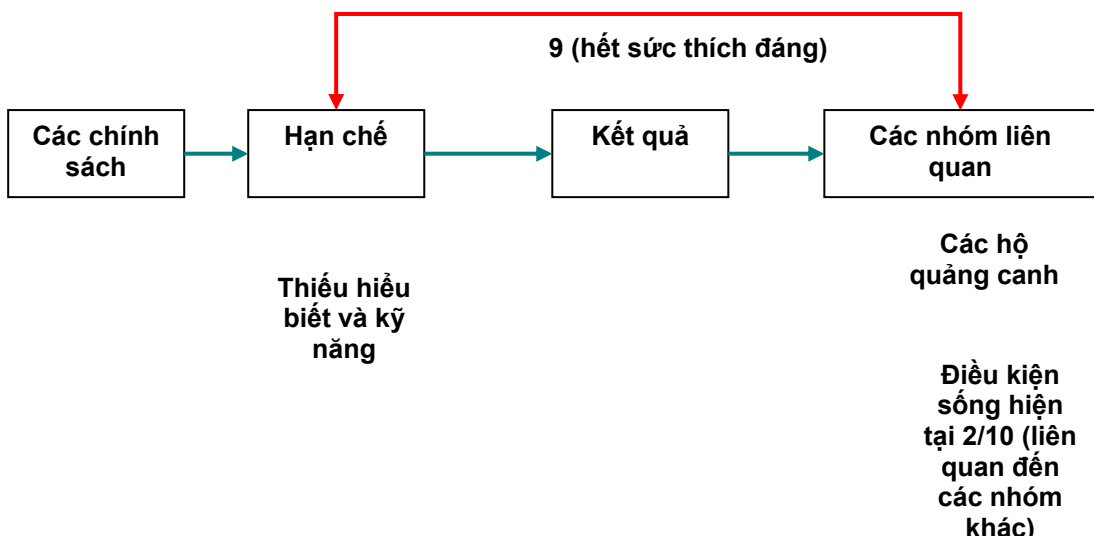 9 (hết sức thích đáng)
Các chính
sách
Hạn chế
Kết quả
Các nhóm liên
quan
Thiếu hiểu
biết và kỹ
năng
Các hộ
quảng canh
Điều kiện
sống hiện
tại 2/10 (liên
quan đến
các nhóm
khác)